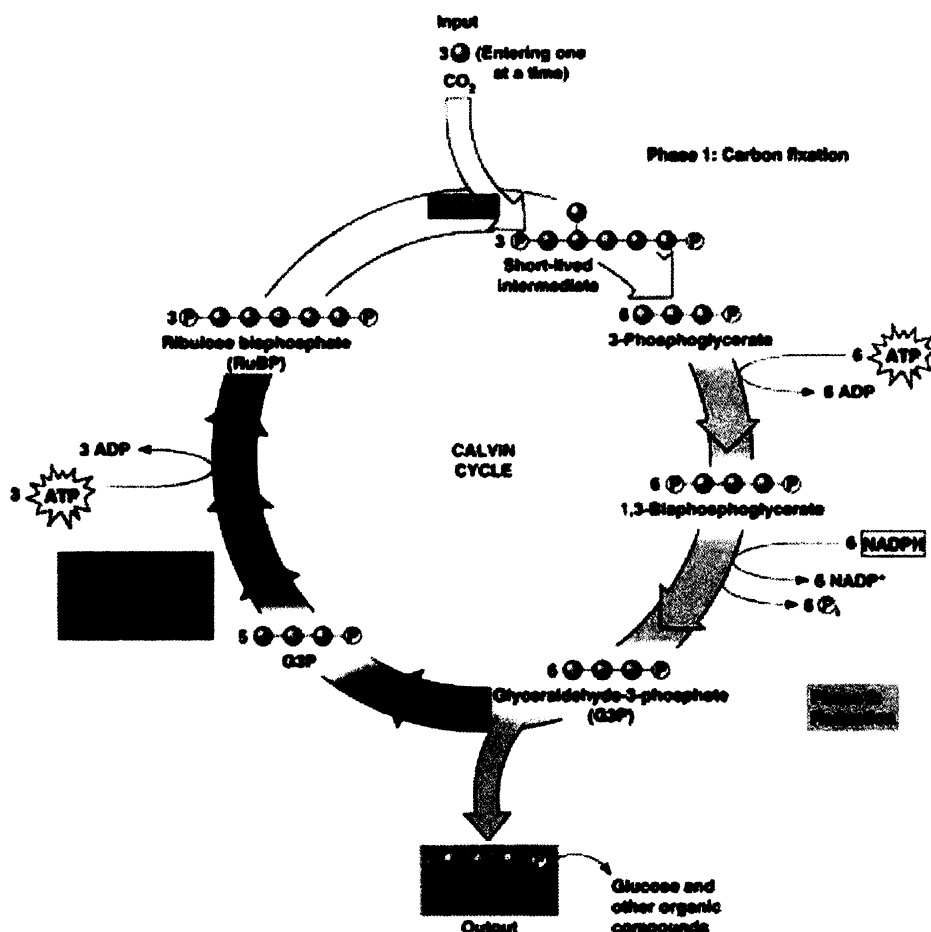 Input
3 (Entering one
at a time)
CO2
Phase 1: Carbon fixation
3 P P
Short-lived
intermediate
3 P P
Ribulose bisphosphate
(RuBP)
6 P
3-Phosphoglycerate
6 ATP
6 ADP
3 ADP
CALVIN
CYCLE
3 ATP
6 P P
1,3-Bisphosphoglycerate
6 NADPH
6 NADP+
6 Pi
5 P
G3P
6 P
Glyceraldehyde-3-phosphate
(G3P)
Reduction
P
Glucose and
other organic
compounds
Output